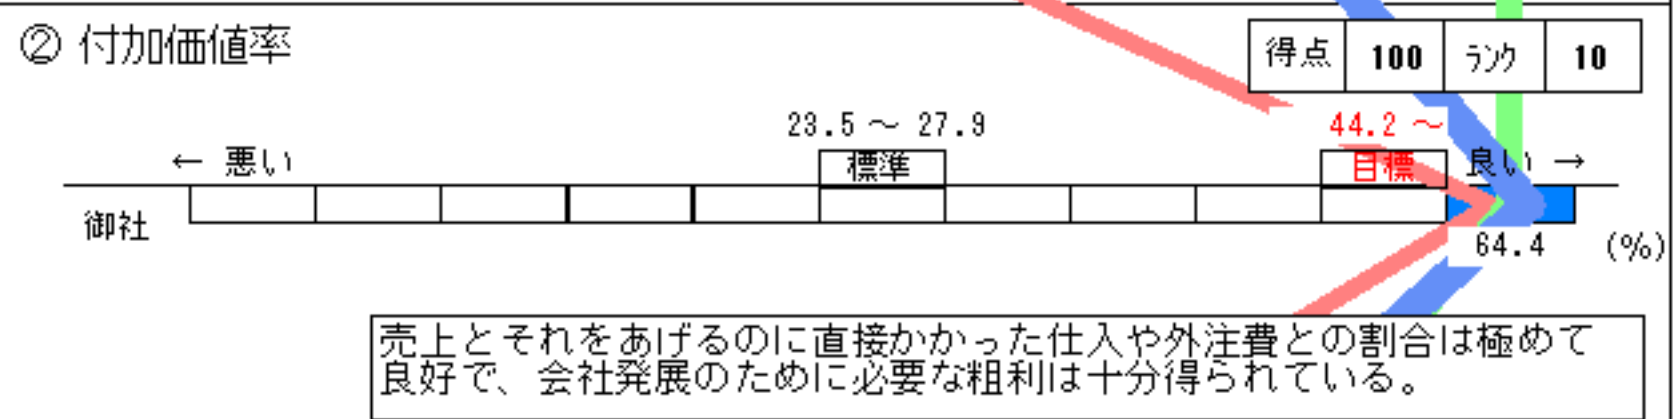 ② 付加価値率
得点 100 ランク 10
23.5 ～ 27.9 44.2 ～
← 悪い 標準 目標 良い →
御社
64.4 (%)
売上とそれをあげるのに直接かかった仕入や外注費との割合は極めて
良好で、会社発展のために必要な粗利は十分得られている。